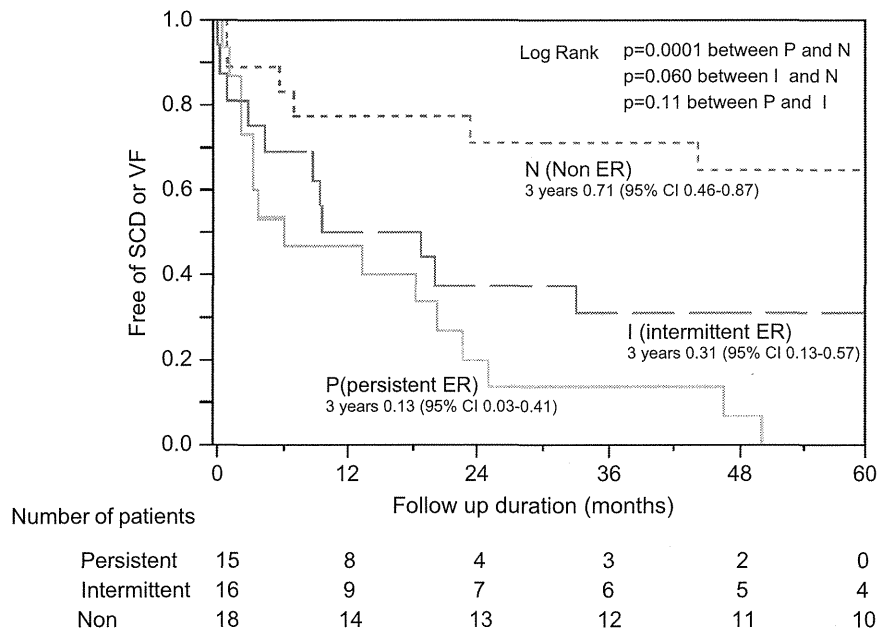 1.0
0.8
0.6
0.4
0.2
0.0
Free of SCD or VF
Log Rank p=0.0001 between P and N
p=0.060 between I and N
p=0.11 between P and I
N (Non ER)
3 years 0.71 (95% CI 0.46-0.87)
I (intermittent ER)
3 years 0.31 (95% CI 0.13-0.57)
P(persistent ER)
3 years 0.13 (95% CI 0.03-0.41)
0 12 24 36 48 60
Follow up duration (months)
Number of patients
Persistent 15 8 4 3 2 0
Intermittent 16 9 7 6 5 4
Non 18 14 13 12 11 10